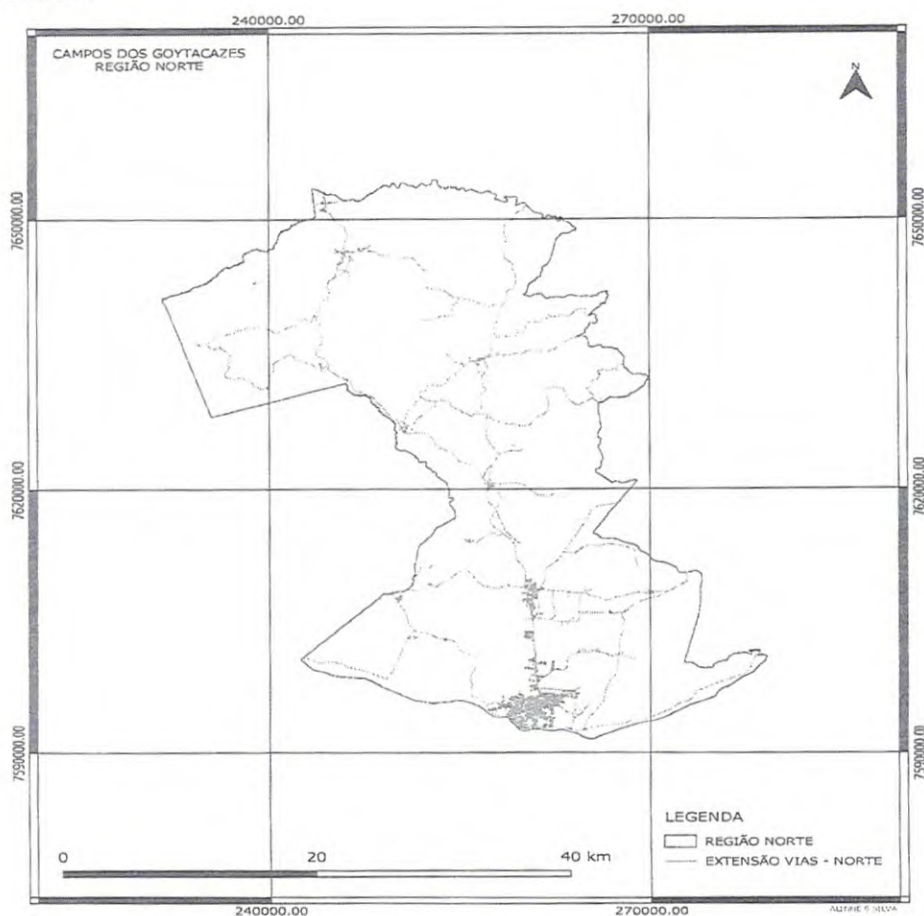 240000.00
270000.00
CAMPOS DOS GOYTACAZES
REGIÃO NORTE
N
7650000.00
7650000.00
7620000.00
7620000.00
7590000.00
7590000.00
LEGENDA
REGIÃO NORTE
EXTENSÃO VIAS - NORTE
0
20
40 km
240000.00
270000.00